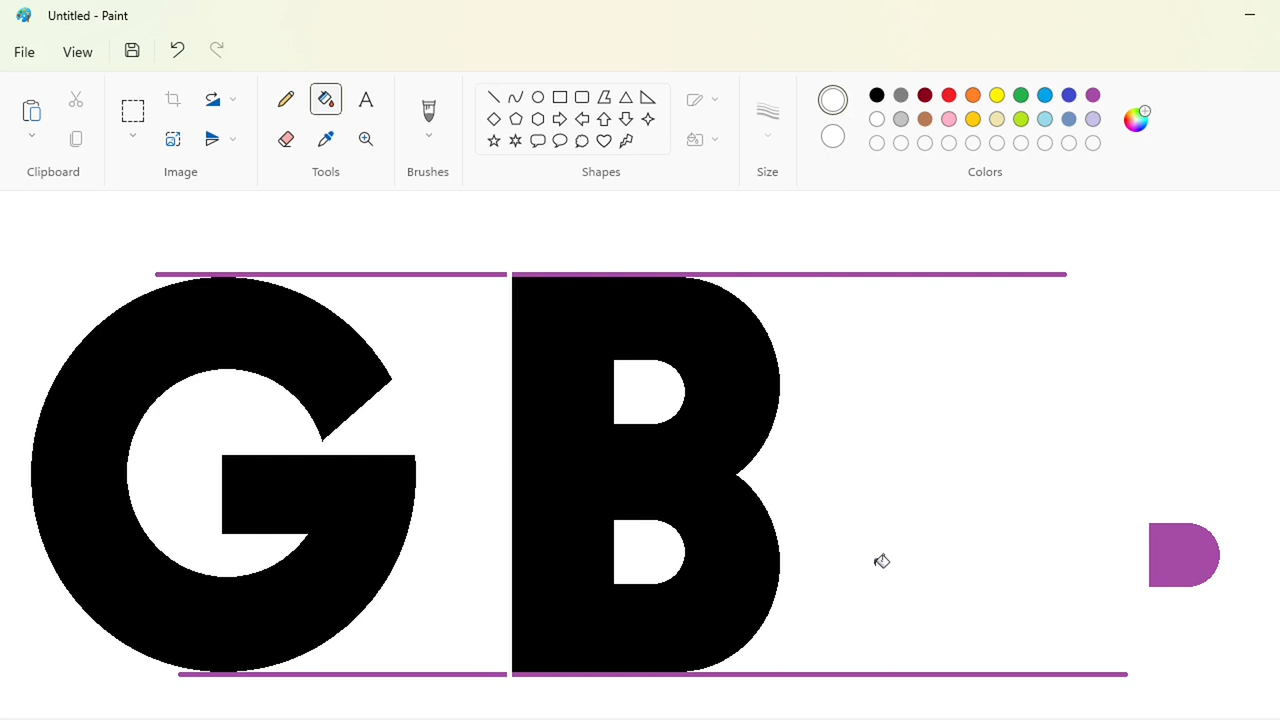 Untitled - Paint
File View
Clipboard Image Tools Brushes Shapes Size Colors
GB